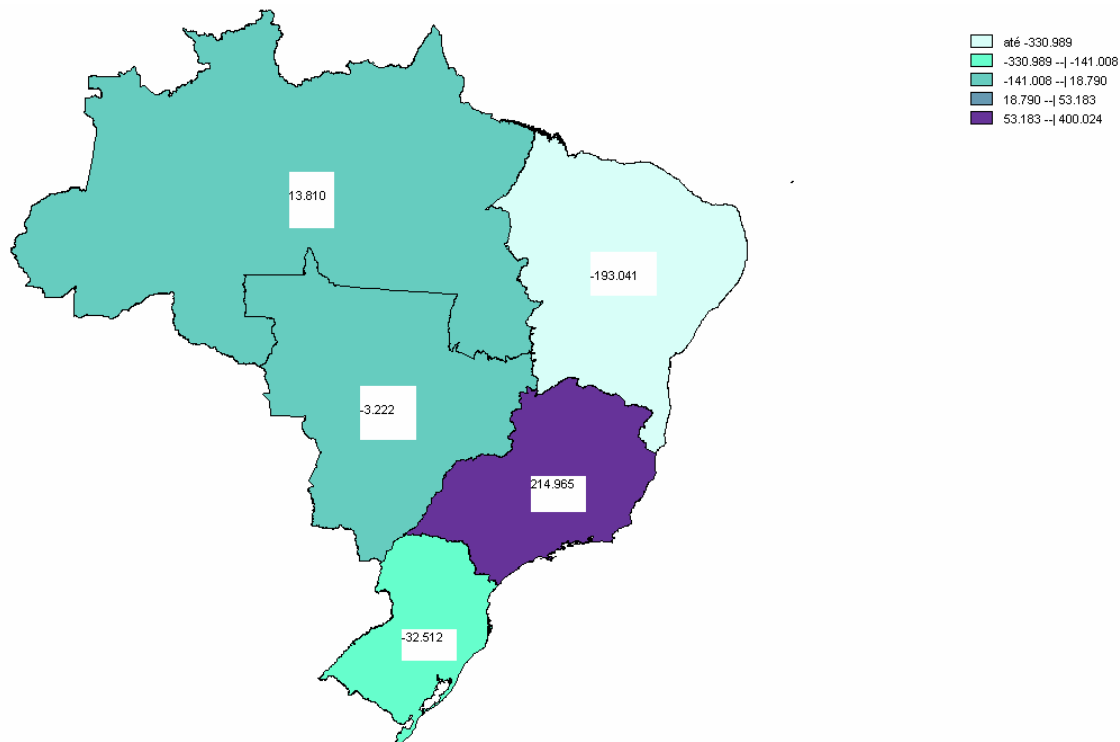 até -330.989
-330.989 --| -141.008
-141.008 --| 18.790
18.790 --| 53.183
53.183 --| 400.024
13.810
-193.041
-3.222
214.965
-32.512